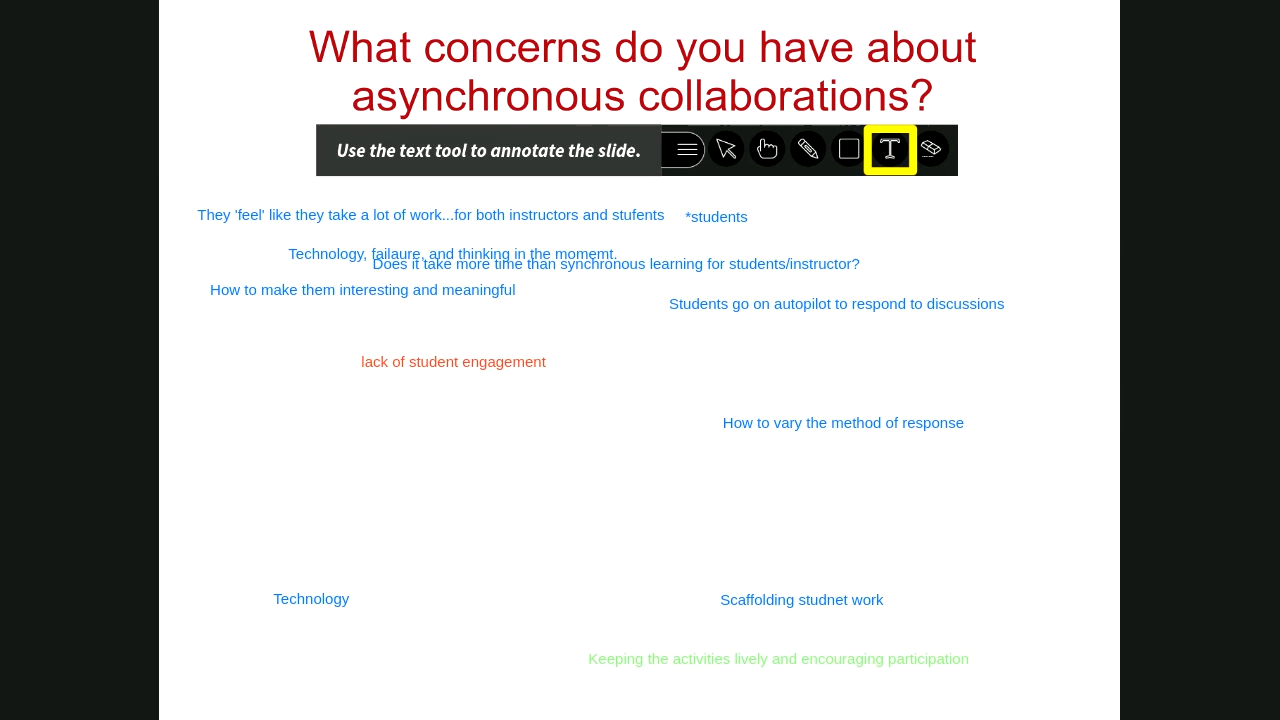 What concerns do you have about
asynchronous collaborations?
Use the text tool to annotate the slide.
T
They 'feel' like they take a lot of work...for both instructors and stufents
*students
Technology, failaure, and thinking in the momemt.
Does it take more time than synchronous learning for students/instructor?
How to make them interesting and meaningful
Students go on autopilot to respond to discussions
lack of student engagement
How to vary the method of response
Technology
Scaffolding studnet work
Keeping the activities lively and encouraging participation